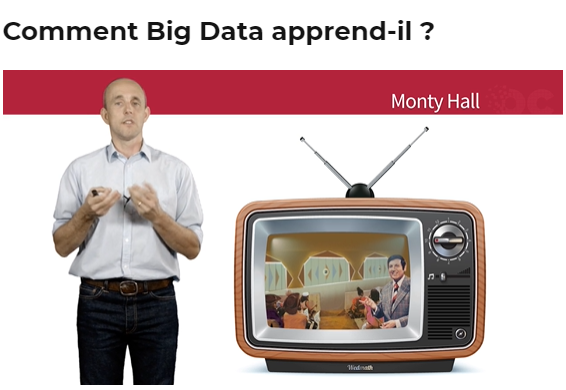 Comment Big Data apprend-il ?
Monty Hall